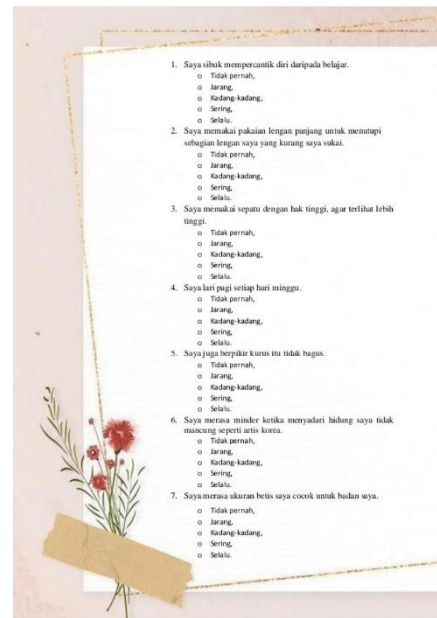 1. Saya sibuk mempercantik diri daripada belajar.
o Tidak pernah,
o Jarang,
o Kadang-kadang,
o Sering,
o Selalu.
2. Saya memakai pakaian lengan panjang untuk menutupi
sebagian lengan saya yang kurang saya sukai.
o Tidak pernah,
o Jarang,
o Kadang-kadang,
o Sering,
o Selalu.
3. Saya memakai sepatu dengan hak tinggi, agar terlihat lebih
tinggi.
o Tidak pernah,
o Jarang,
o Kadang-kadang,
o Sering,
o Selalu.
4. Saya lari pagi setiap hari minggu.
o Tidak pernah,
o Jarang,
o Kadang-kadang,
o Sering,
o Selalu.
5. Saya juga berpikir kurus itu tidak bagus.
o Tidak pernah,
o Jarang,
o Kadang-kadang,
o Sering,
o Selalu.
6. Saya merasa minder ketika menyadari hidung saya tidak
mancung seperti artis korea.
o Tidak pernah,
o Jarang,
o Kadang-kadang,
o Sering,
o Selalu.
7. Saya merasa ukuran betis saya cocok untuk badan saya.
o Tidak pernah,
o Jarang,
o Kadang-kadang,
o Sering,
o Selalu.